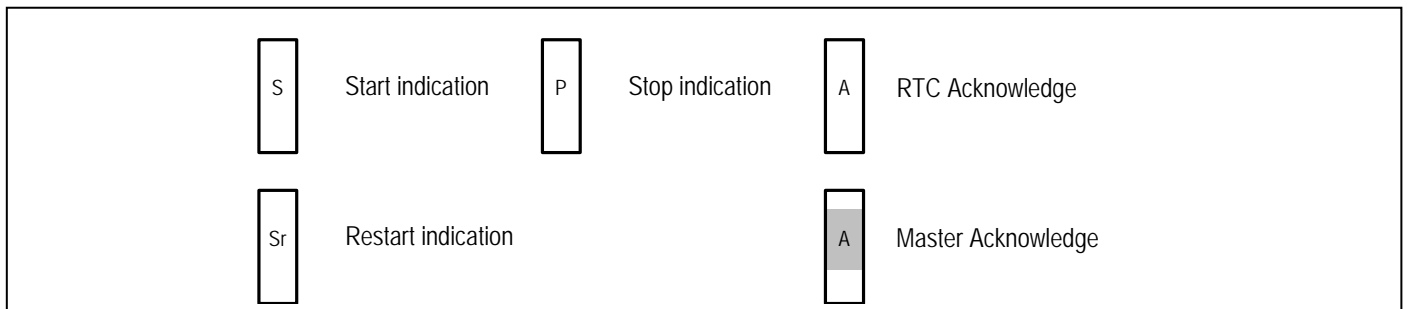 S Start indication P Stop indication A RTC Acknowledge
Sr Restart indication A Master Acknowledge